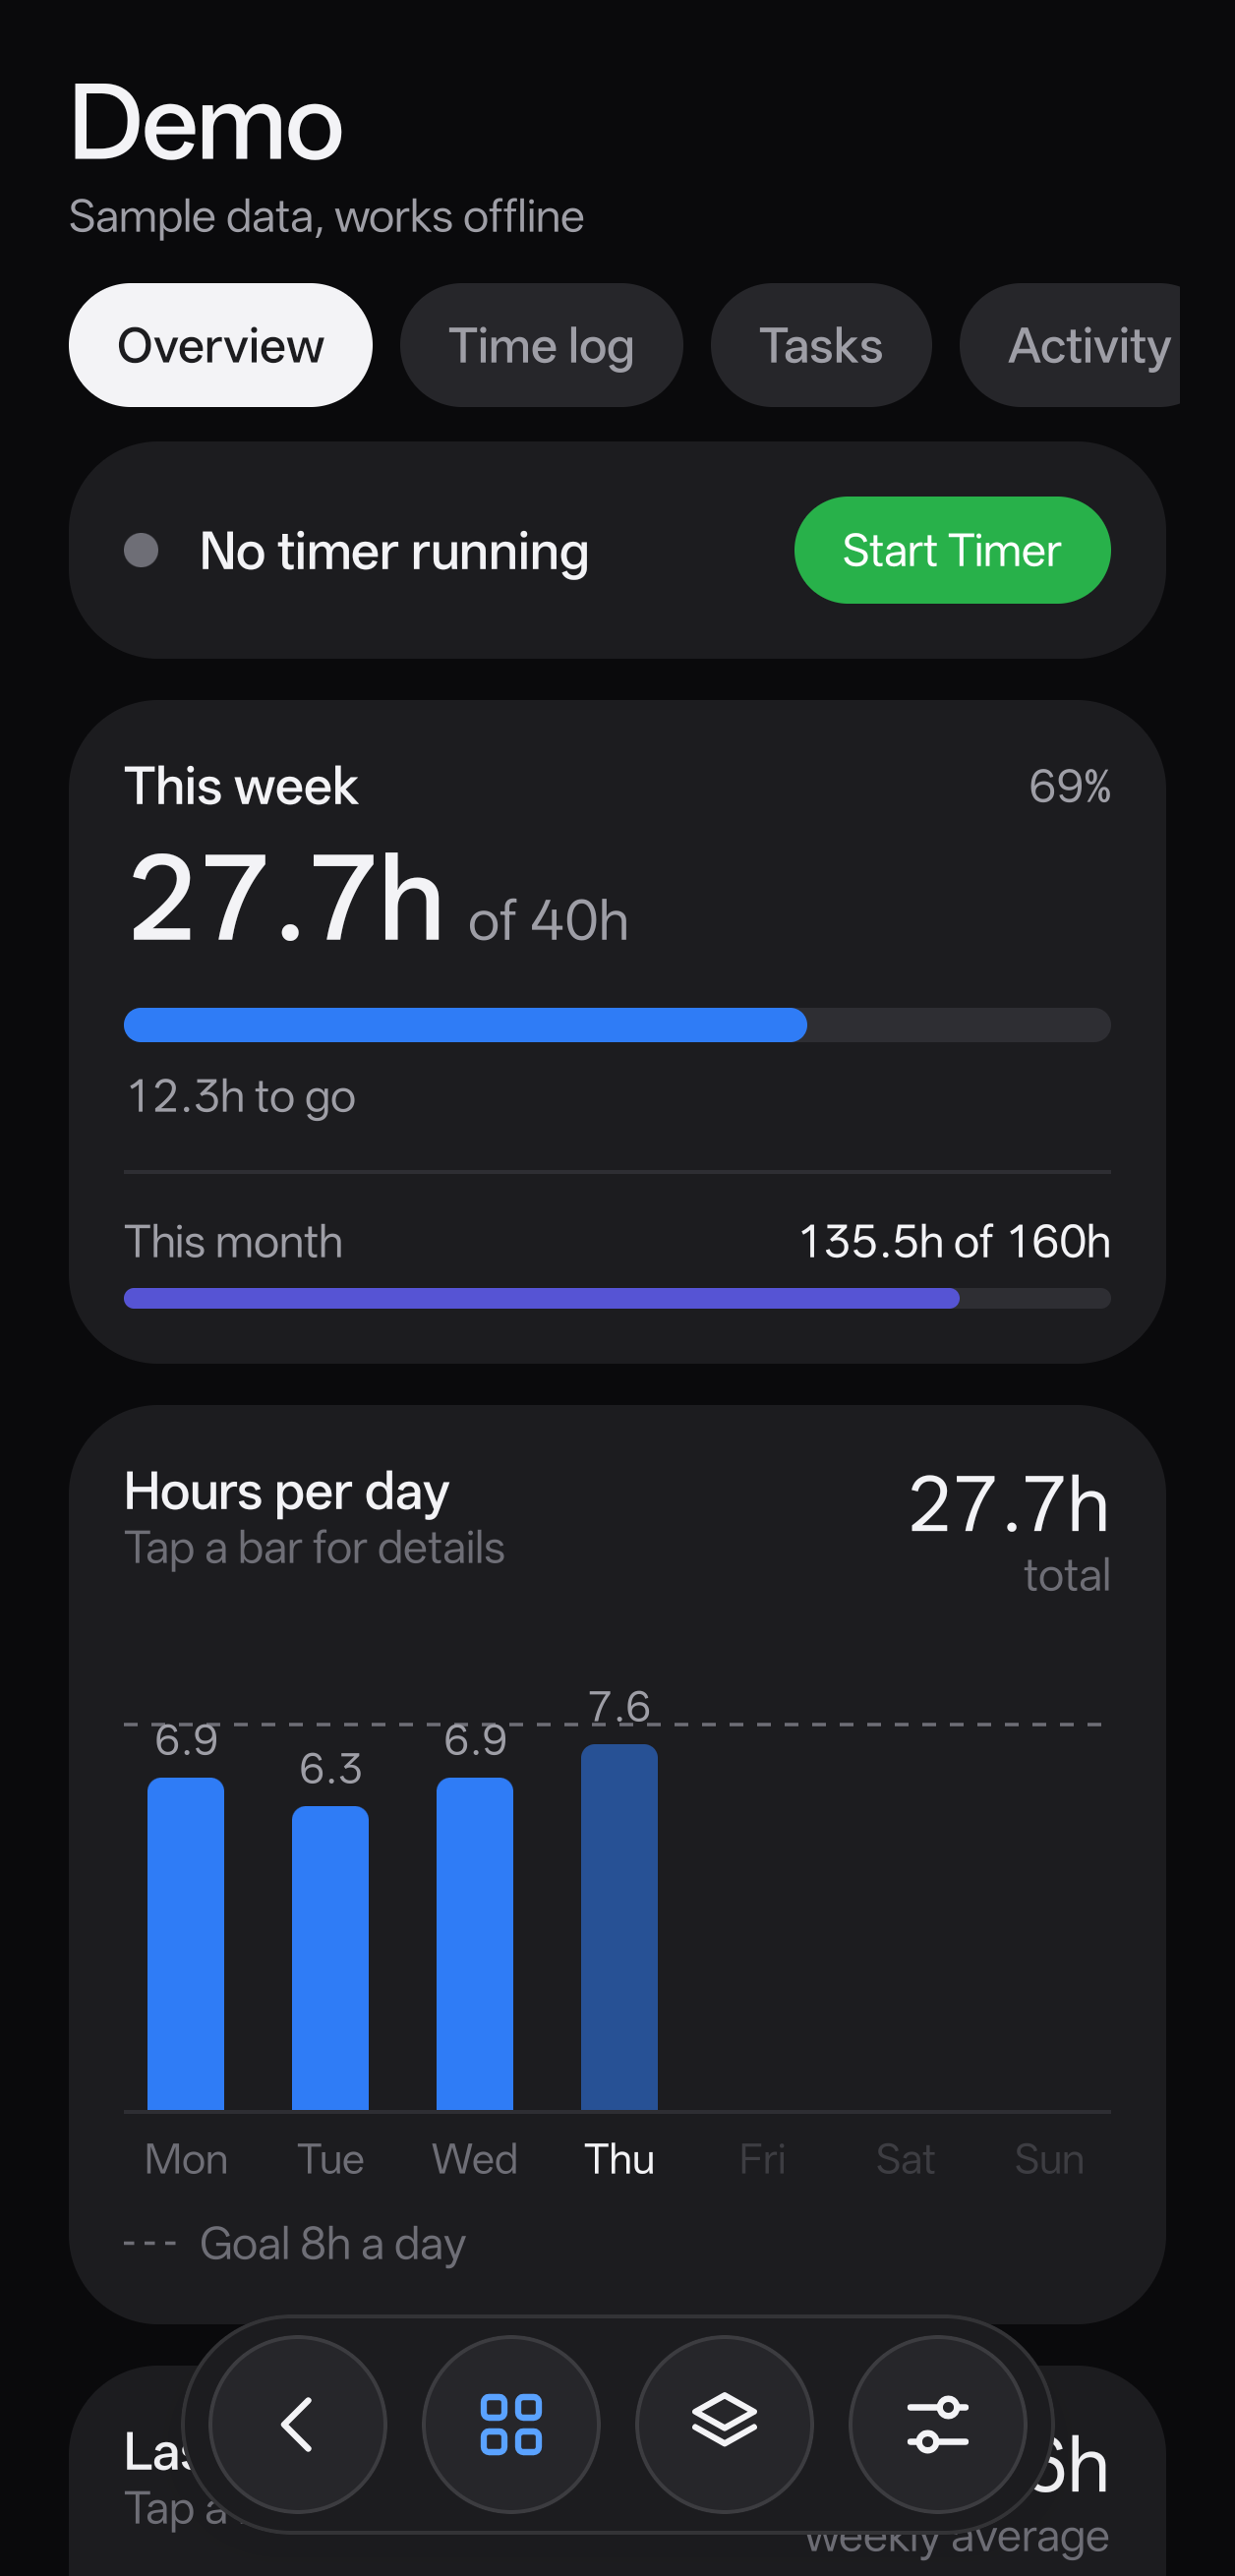 Demo
Sample data, works offline
Overview
Time log
Tasks
Activity
No timer running
Start Timer
This week
69%
27.7h of 40h
12.3h to go
This month
135.5h of 160h
Hours per day
27.7h
Tap a bar for details
total
6.9
6.3
6.9
7.6
Mon
Tue
Wed
Thu
Fri
Sat
Sun
Goal 8h a day
Tap a
weekly average